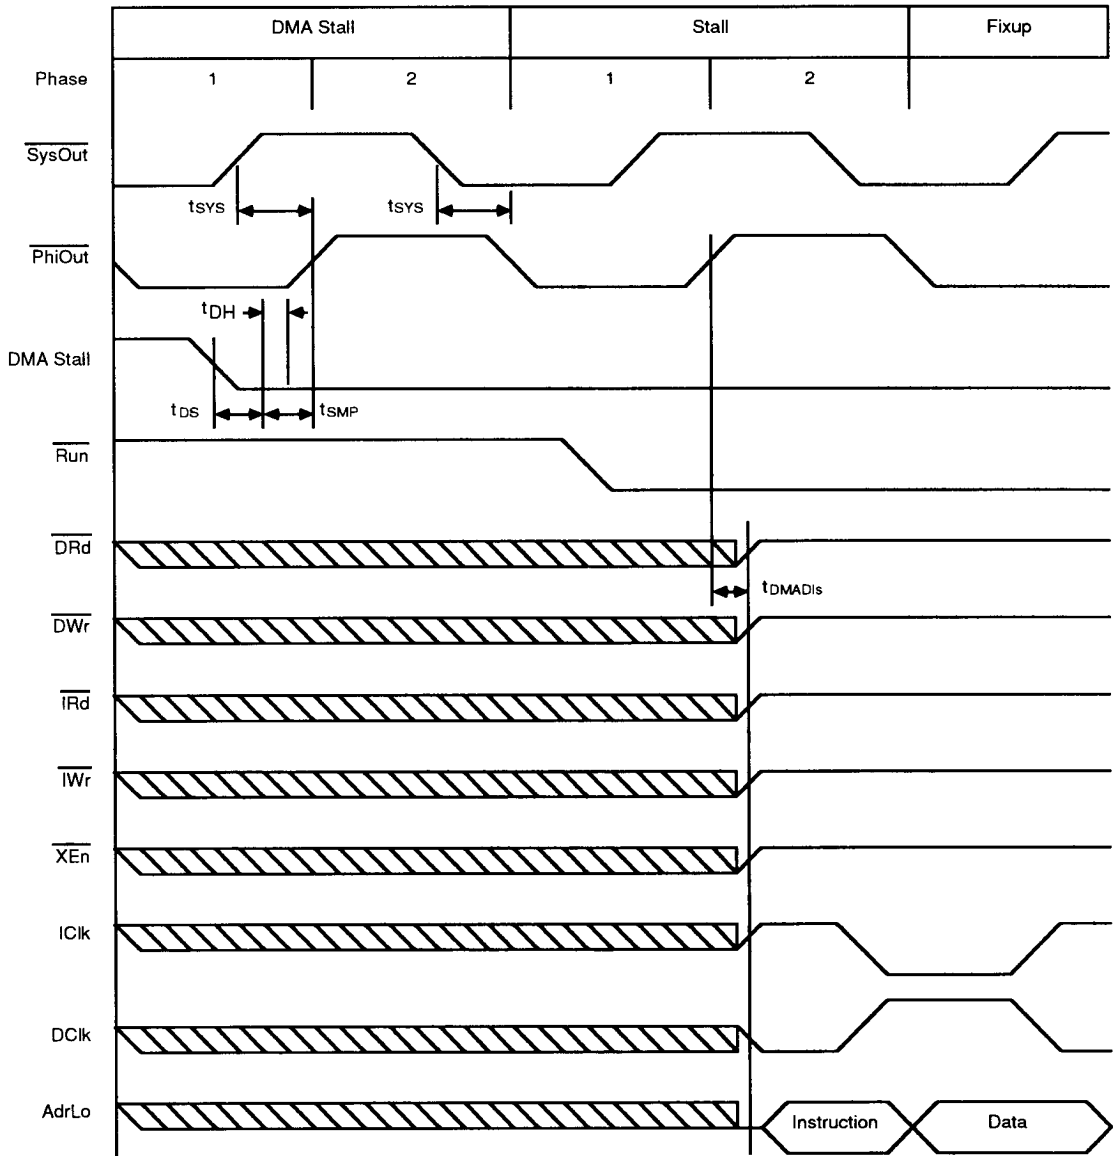 DMA Stall Stall Fixup
Phase 1 2 1 2
SysOut
tSYS tSYS
PhiOut
tDH
DMA Stall
tDS tSMP
Run
DRd
tDMADIs
DWr
IRd
IWr
XEn
IClk
DClk
AdrLo Instruction Data